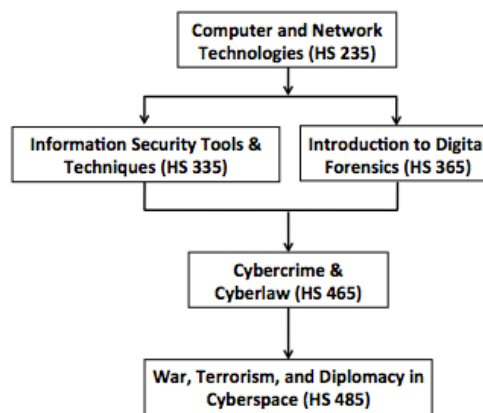 Computer and Network
Technologies (HS 235)
Information Security Tools &
Techniques (HS 335)
Introduction to Digital
Forensics (HS 365)
Cybercrime &
Cyberlaw (HS 465)
War, Terrorism, and Diplomacy in
Cyberspace (HS 485)